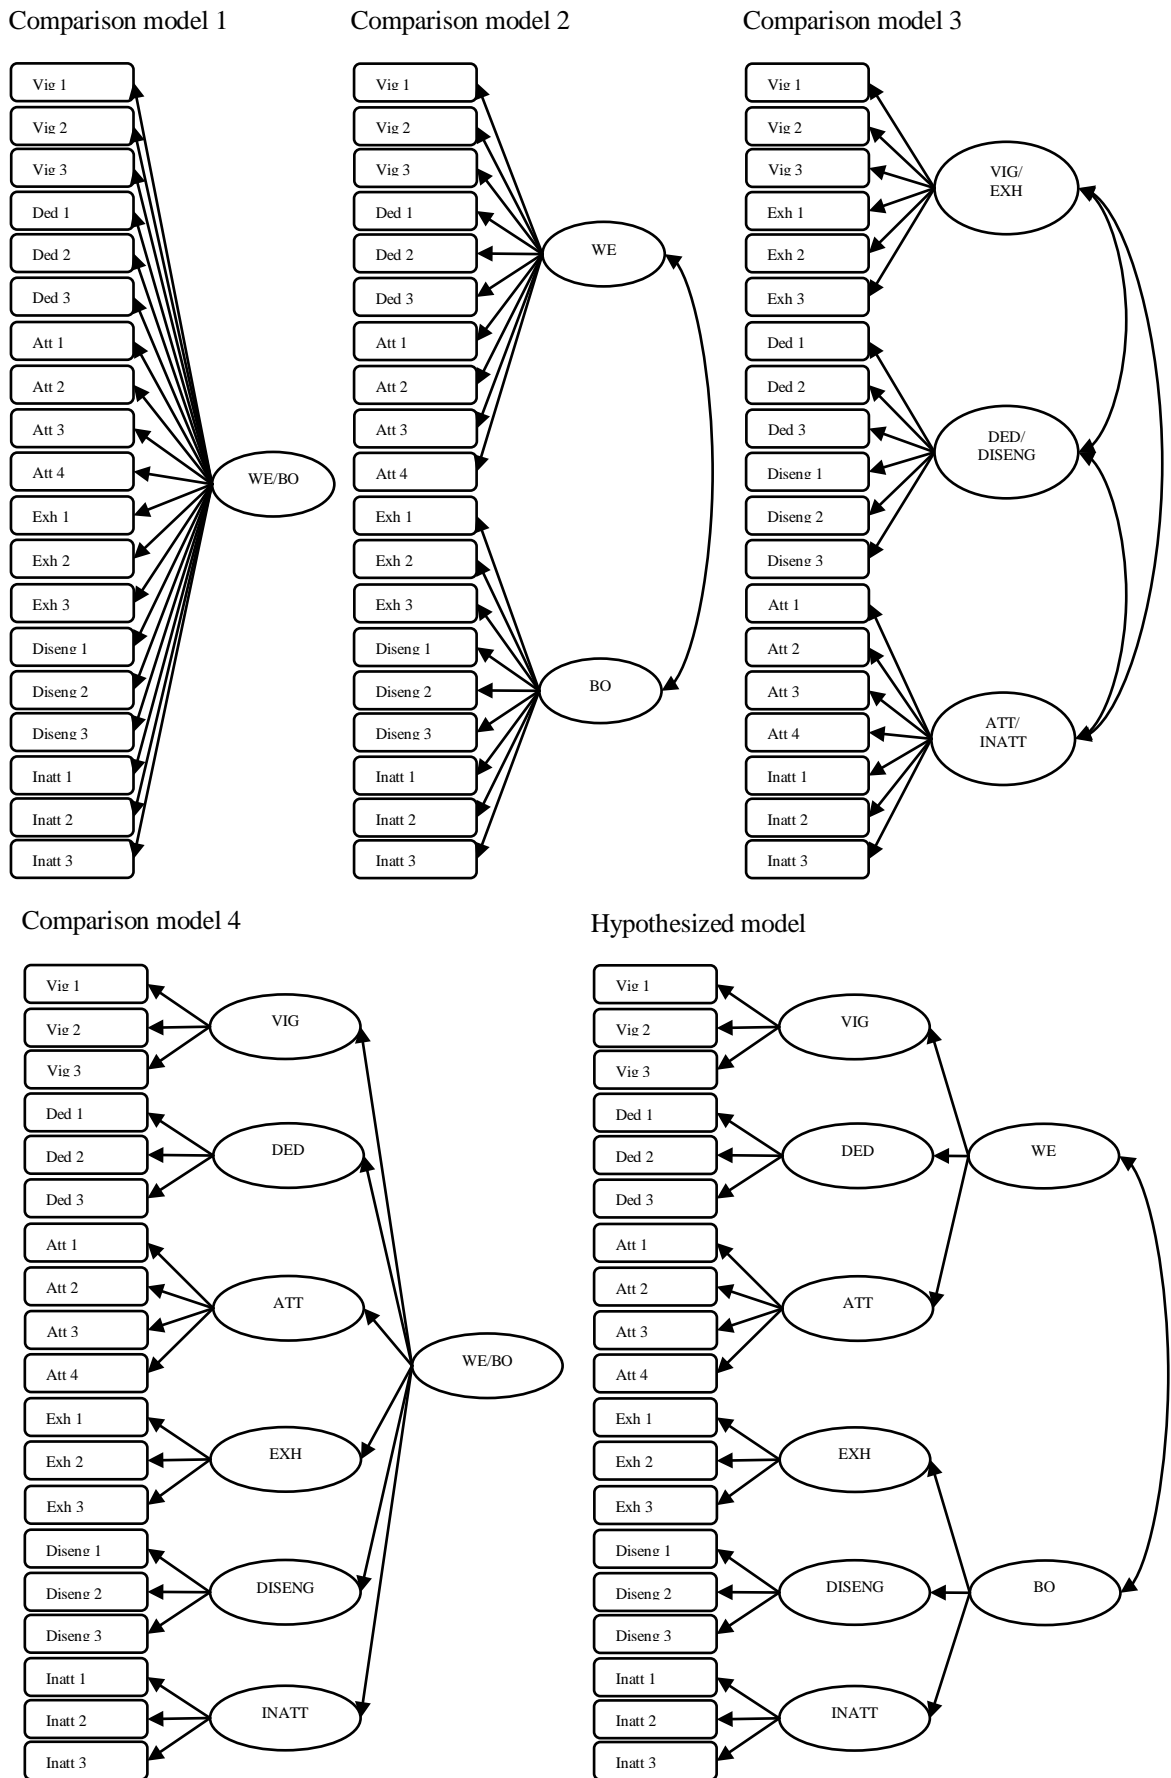 Comparison model 1
Vig 1
Vig 2
Vig 3
Ded 1
Ded 2
Ded 3
Att 1
Att 2
Att 3
Att 4
Exh 1
Exh 2
Exh 3
Diseng 1
Diseng 2
Diseng 3
Inatt 1
Inatt 2
Inatt 3
WE/BO
Comparison model 2
Vig 1
Vig 2
Vig 3
Ded 1
Ded 2
Ded 3
Att 1
Att 2
Att 3
Att 4
Exh 1
Exh 2
Exh 3
Diseng 1
Diseng 2
Diseng 3
Inatt 1
Inatt 2
Inatt 3
WE
BO
Comparison model 3
Vig 1
Vig 2
Vig 3
Exh 1
Exh 2
Exh 3
Ded 1
Ded 2
Ded 3
Diseng 1
Diseng 2
Diseng 3
Att 1
Att 2
Att 3
Att 4
Inatt 1
Inatt 2
Inatt 3
VIG/
EXH
DED/
DISENG
ATT/
INATT
Comparison model 4
Vig 1
Vig 2
Vig 3
Ded 1
Ded 2
Ded 3
Att 1
Att 2
Att 3
Att 4
Exh 1
Exh 2
Exh 3
Diseng 1
Diseng 2
Diseng 3
Inatt 1
Inatt 2
Inatt 3
VIG
DED
ATT
EXH
DISENG
INATT
WE/BO
Hypothesized model
Vig 1
Vig 2
Vig 3
Ded 1
Ded 2
Ded 3
Att 1
Att 2
Att 3
Att 4
Exh 1
Exh 2
Exh 3
Diseng 1
Diseng 2
Diseng 3
Inatt 1
Inatt 2
Inatt 3
VIG
DED
ATT
EXH
DISENG
INATT
WE
BO